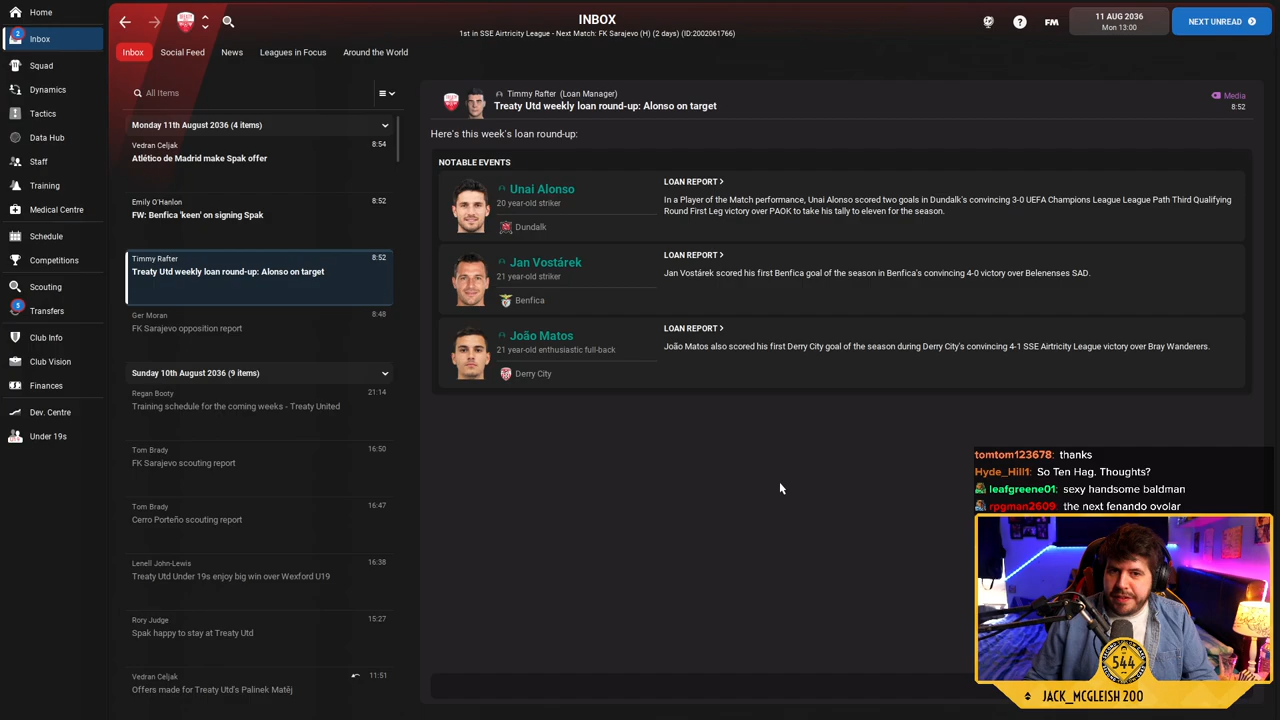 Home
2
Inbox
Squad
Dynamics
Tactics
Data Hub
Staff
Training
Medical Centre
Schedule
Competitions
Scouting
5
Transfers
Club Info
Club Vision
Finances
Dev. Centre
Under 19s
INBOX
1st in SSE Airtricity League - Next Match: FK Sarajevo (H) (2 days) (ID:2002061766)
?
FM
11 AUG 2036
Mon 13:00
NEXT UNREAD
Inbox
Social Feed
News
Leagues in Focus
Around the World
All Items
Monday 11th August 2036 (4 items)
Vedran Celjak 8:54
Atlético de Madrid make Spak offer
Emily O'Hanlon 8:52
FW: Benfica 'keen' on signing Spak
Timmy Rafter 8:52
Treaty Utd weekly loan round-up: Alonso on target
Ger Moran 8:48
FK Sarajevo opposition report
Sunday 10th August 2036 (9 items)
Regan Booty 21:14
Training schedule for the coming weeks - Treaty United
Tom Brady 16:50
FK Sarajevo scouting report
Tom Brady 16:47
Cerro Porteño scouting report
Lenell John-Lewis 16:38
Treaty Utd Under 19s enjoy big win over Wexford U19
Rory Judge 15:27
Spak happy to stay at Treaty Utd
Vedran Celjak 11:51
Offers made for Treaty Utd's Palinek Matěj
Timmy Rafter (Loan Manager)
Treaty Utd weekly loan round-up: Alonso on target
Media
8:52
Here's this week's loan round-up:
NOTABLE EVENTS
Unai Alonso
20 year-old striker
Dundalk
LOAN REPORT >
In a Player of the Match performance, Unai Alonso scored two goals in Dundalk's convincing 3-0 UEFA Champions League League Path Third Qualifying
Round First Leg victory over PAOK to take his tally to eleven for the season.
Jan Vostárek
21 year-old striker
Benfica
LOAN REPORT >
Jan Vostárek scored his first Benfica goal of the season in Benfica's convincing 4-0 victory over Belenenses SAD.
João Matos
21 year-old enthusiastic full-back
Derry City
LOAN REPORT >
João Matos also scored his first Derry City goal of the season during Derry City's convincing 4-1 SSE Airtricity League victory over Bray Wanderers.
tomtom123678: thanks
Hyde_Hill1: So Ten Hag. Thoughts?
leafgreene01: sexy handsome baldman
rpgman2609: the next fenando ovolar
544
JACK_MCGLEISH 200